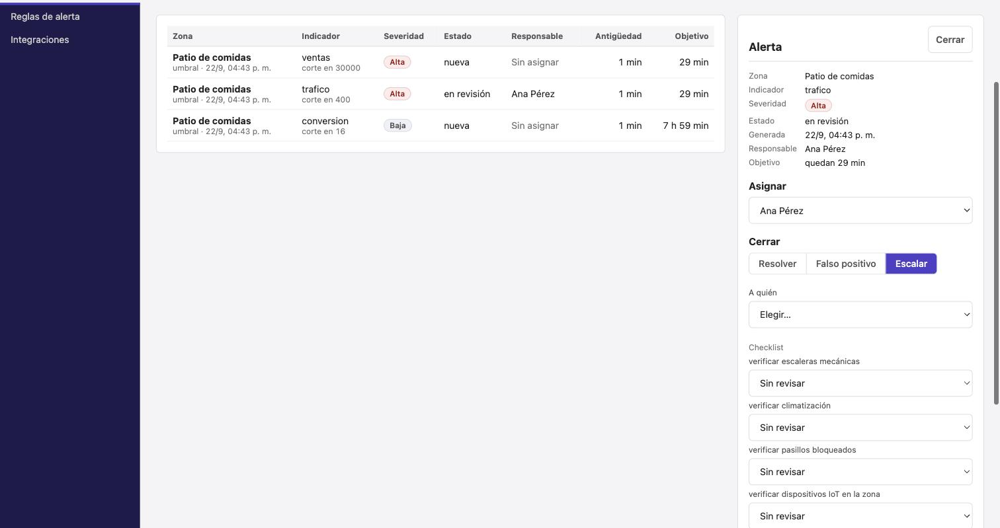 Reglas de alerta
Integraciones
Zona Indicador Severidad Estado Responsable Antigüedad Objetivo
Patio de comidas ventas Alta nueva Sin asignar 1 min 29 min
umbral · 22/9, 04:43 p. m. corte en 30000
Patio de comidas trafico Alta en revisión Ana Pérez 1 min 29 min
umbral · 22/9, 04:43 p. m. corte en 400
Patio de comidas conversion Baja nueva Sin asignar 1 min 7 h 59 min
umbral · 22/9, 04:43 p. m. corte en 16
Alerta Cerrar
Zona Patio de comidas
Indicador trafico
Severidad Alta
Estado en revisión
Generada 22/9, 04:43 p. m.
Responsable Ana Pérez
Objetivo quedan 29 min
Asignar
Ana Pérez
Cerrar
Resolver Falso positivo Escalar
A quién
Elegir...
Checklist
verificar escaleras mecánicas
Sin revisar
verificar climatización
Sin revisar
verificar pasillos bloqueados
Sin revisar
verificar dispositivos IoT en la zona
Sin revisar